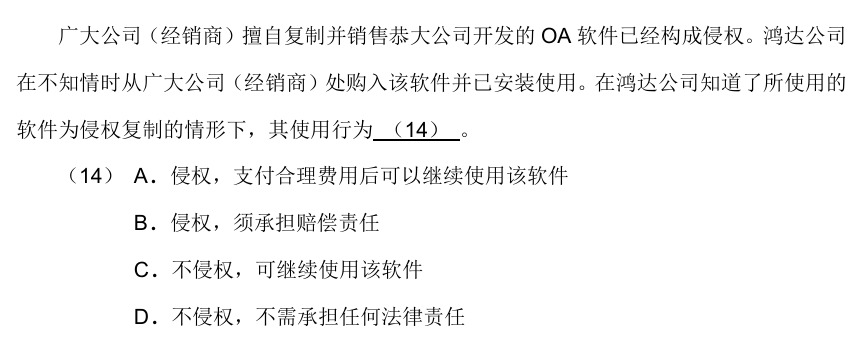 广大公司（经销商）擅自复制并销售恭大公司开发的 OA 软件已经构成侵权。鸿达公司
在不知情时从广大公司（经销商）处购入该软件并已安装使用。在鸿达公司知道了所使用的
软件为侵权复制的情形下，其使用行为 （14） 。
（14） A．侵权，支付合理费用后可以继续使用该软件
B．侵权，须承担赔偿责任
C．不侵权，可继续使用该软件
D．不侵权，不需承担任何法律责任